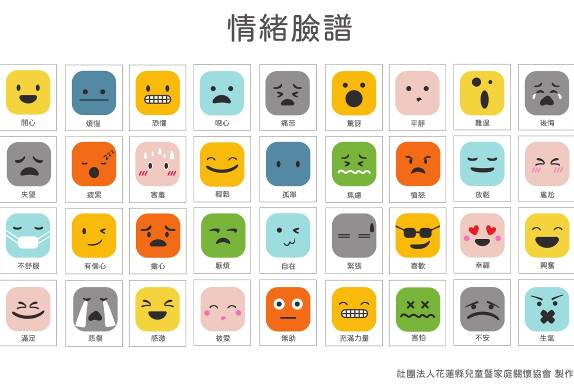 情緒臉譜
開心 煩惱 恐懼 噁心 痛苦 驚訝 平靜 難過 後悔
失望 疲累 害羞 輕鬆 孤單 焦慮 憤怒 放鬆 尷尬
不舒服 有信心 擔心 厭煩 自在 緊張 喜歡 幸福 興奮
滿足 悲傷 感激 被愛 無助 充滿力量 害怕 不安 生氣
社團法人花蓮縣兒童暨家庭關懷協會 製作